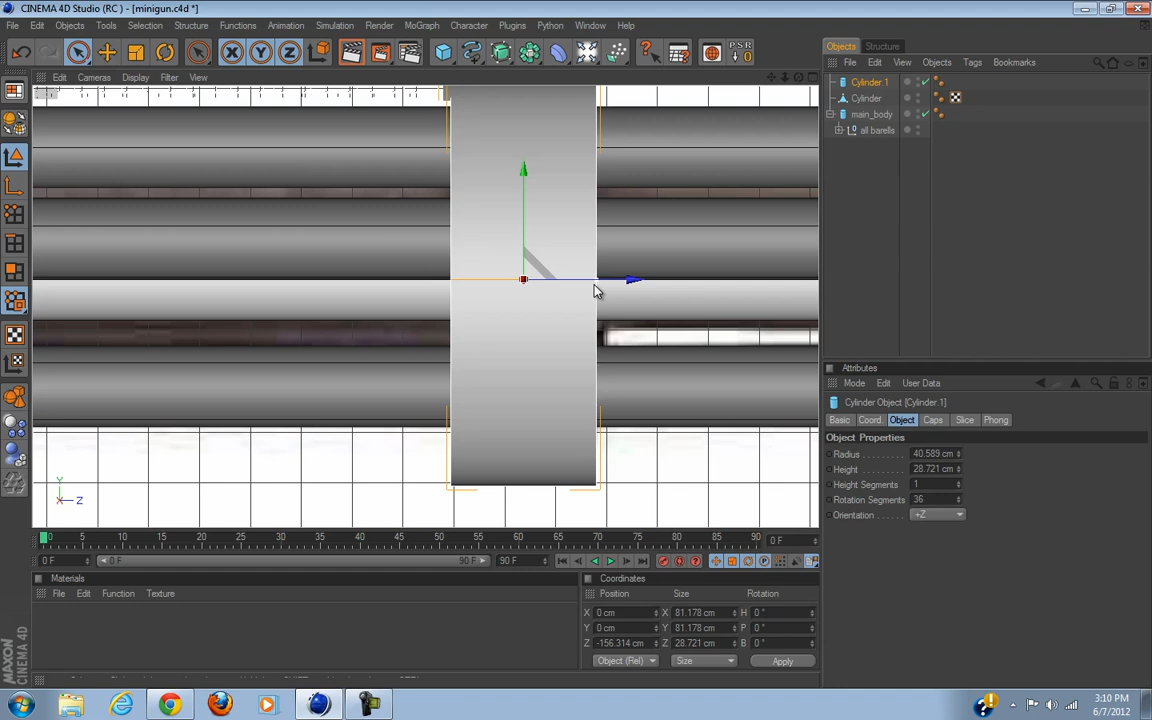 CINEMA 4D Studio (RC ) - [minigun.c4d *]
File Edit Objects Tools Selection Structure Functions Animation Simulation Render MoGraph Character Plugins Python Window Help
X Y Z PSR 0
Objects Structure
File Edit View Objects Tags Bookmarks
Edit Cameras Display Filter View
Cylinder.1
Cylinder
main_body
all barells
Attributes
Mode Edit User Data
Cylinder Object [Cylinder.1]
Basic Coord. Object Caps Slice Phong
Object Properties
Radius 40.589 cm
Height 28.721 cm
Height Segments 1
Rotation Segments 36
Orientation +Z
Y
X Z
0 5 10 15 20 25 30 35 40 45 50 55 60 65 70 75 80 85 90 0 F
0 F 0 F 90 F 90 F
Materials
File Edit Function Texture
Coordinates
Position Size Rotation
X 0 cm X 81.178 cm H 0 °
Y 0 cm Y 81.178 cm P 0 °
Z -156.314 cm Z 28.721 cm B 0 °
Object (Rel) Size Apply
MAXON CINEMA 4D
3:10 PM
6/7/2012